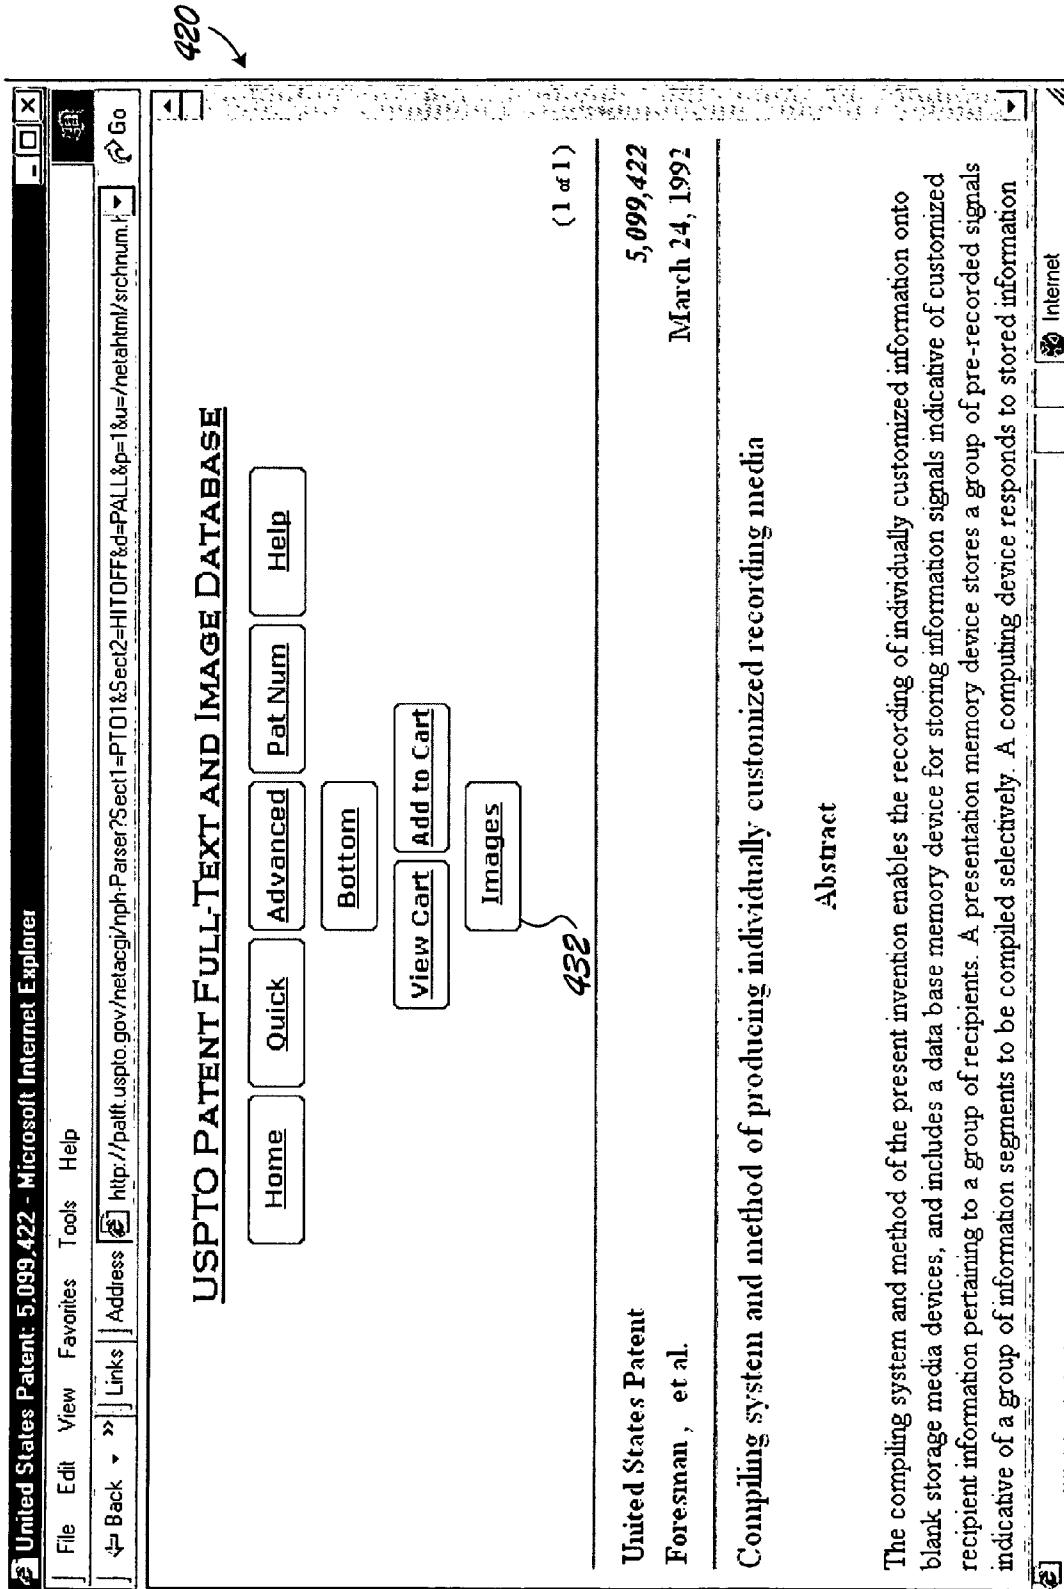 420
United States Patent: 5,099,422 - Microsoft Internet Explorer
File Edit View Favorites Tools Help
Back » Links Address http://patft.uspto.gov/netacgi/nph-Parser?Sect1=PTO1&Sect2=HITOFF&d=PALL&p=1&u=/netahtml/srchnum.h Go
USPTO PATENT FULL-TEXT AND IMAGE DATABASE
Home Quick Advanced Pat Num Help
Bottom
View Cart Add to Cart
Images
432
(1 of 1)
United States Patent 5,099,422
Foresman, et al. March 24, 1992
Compiling system and method of producing individually customized recording media
Abstract
The compiling system and method of the present invention enables the recording of individually customized information onto
blank storage media devices, and includes a data base memory device for storing information signals indicative of customized
recipient information pertaining to a group of recipients. A presentation memory device stores a group of pre-recorded signals
indicative of a group of information segments to be compiled selectively. A computing device responds to stored information
Internet